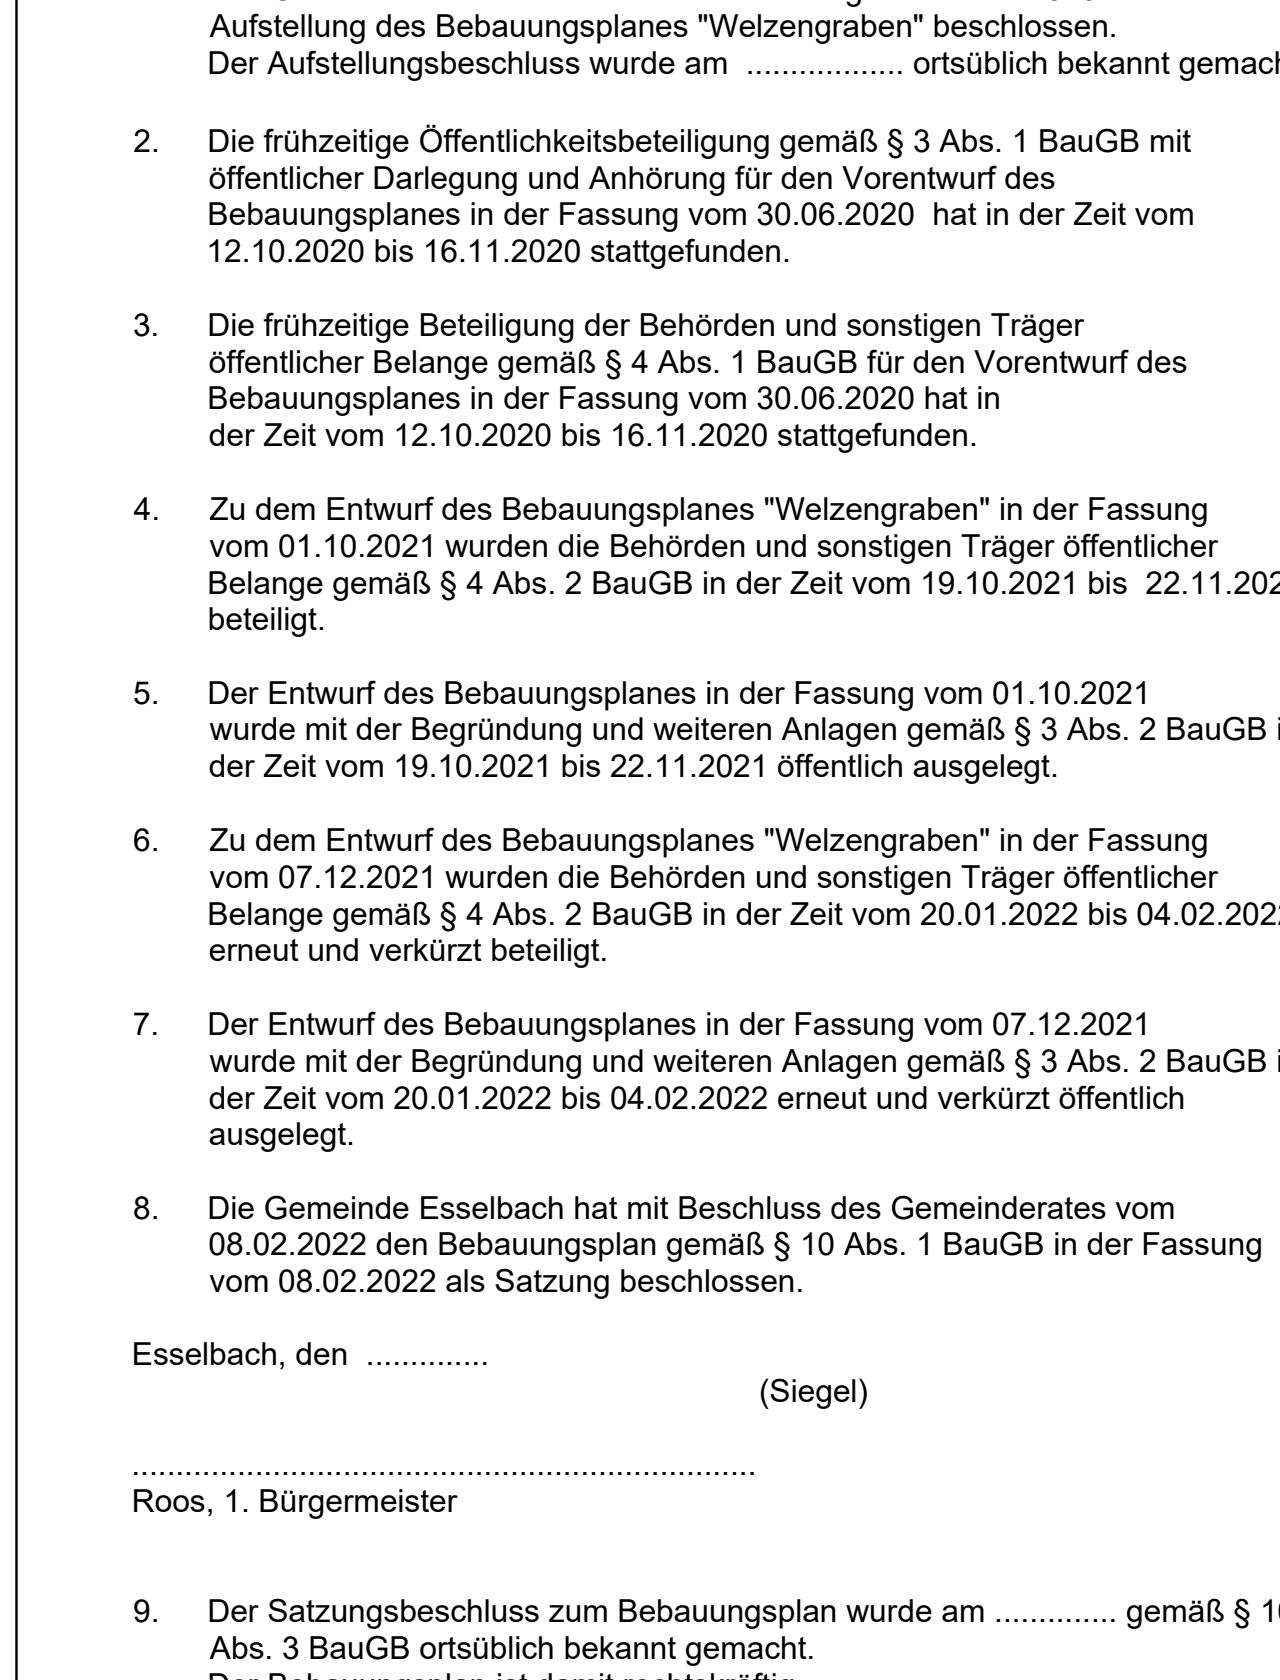 Aufstellung des Bebauungsplanes "Welzengraben" beschlossen.
Der Aufstellungsbeschluss wurde am .................. ortsüblich bekannt
2. Die frühzeitige Öffentlichkeitsbeteiligung gemäß § 3 Abs. 1 BauGB mit
öffentlicher Darlegung und Anhörung für den Vorentwurf des
Bebauungsplanes in der Fassung vom 30.06.2020 hat in der Zeit vom
12.10.2020 bis 16.11.2020 stattgefunden.
3. Die frühzeitige Beteiligung der Behörden und sonstigen Träger
öffentlicher Belange gemäß § 4 Abs. 1 BauGB für den Vorentwurf des
Bebauungsplanes in der Fassung vom 30.06.2020 hat in
der Zeit vom 12.10.2020 bis 16.11.2020 stattgefunden.
4. Zu dem Entwurf des Bebauungsplanes "Welzengraben" in der Fassung
vom 01.10.2021 wurden die Behörden und sonstigen Träger öffentlicher
Belange gemäß § 4 Abs. 2 BauGB in der Zeit vom 19.10.2021 bis 22.11.202
beteiligt.
5. Der Entwurf des Bebauungsplanes in der Fassung vom 01.10.2021
wurde mit der Begründung und weiteren Anlagen gemäß § 3 Abs. 2 BauGB
der Zeit vom 19.10.2021 bis 22.11.2021 öffentlich ausgelegt.
6. Zu dem Entwurf des Bebauungsplanes "Welzengraben" in der Fassung
vom 07.12.2021 wurden die Behörden und sonstigen Träger öffentlicher
Belange gemäß § 4 Abs. 2 BauGB in der Zeit vom 20.01.2022 bis 04.02.2022
erneut und verkürzt beteiligt.
7. Der Entwurf des Bebauungsplanes in der Fassung vom 07.12.2021
wurde mit der Begründung und weiteren Anlagen gemäß § 3 Abs. 2 BauGB
der Zeit vom 20.01.2022 bis 04.02.2022 erneut und verkürzt öffentlich
ausgelegt.
8. Die Gemeinde Esselbach hat mit Beschluss des Gemeinderates vom
08.02.2022 den Bebauungsplan gemäß § 10 Abs. 1 BauGB in der Fassung
vom 08.02.2022 als Satzung beschlossen.
Esselbach, den ..............
(Siegel)
.......................................................................
Roos, 1. Bürgermeister
9. Der Satzungsbeschluss zum Bebauungsplan wurde am .............. gemäß § 10
Abs. 3 BauGB ortsüblich bekannt gemacht.
Der Bebauungsplan ist damit rechtskräftig